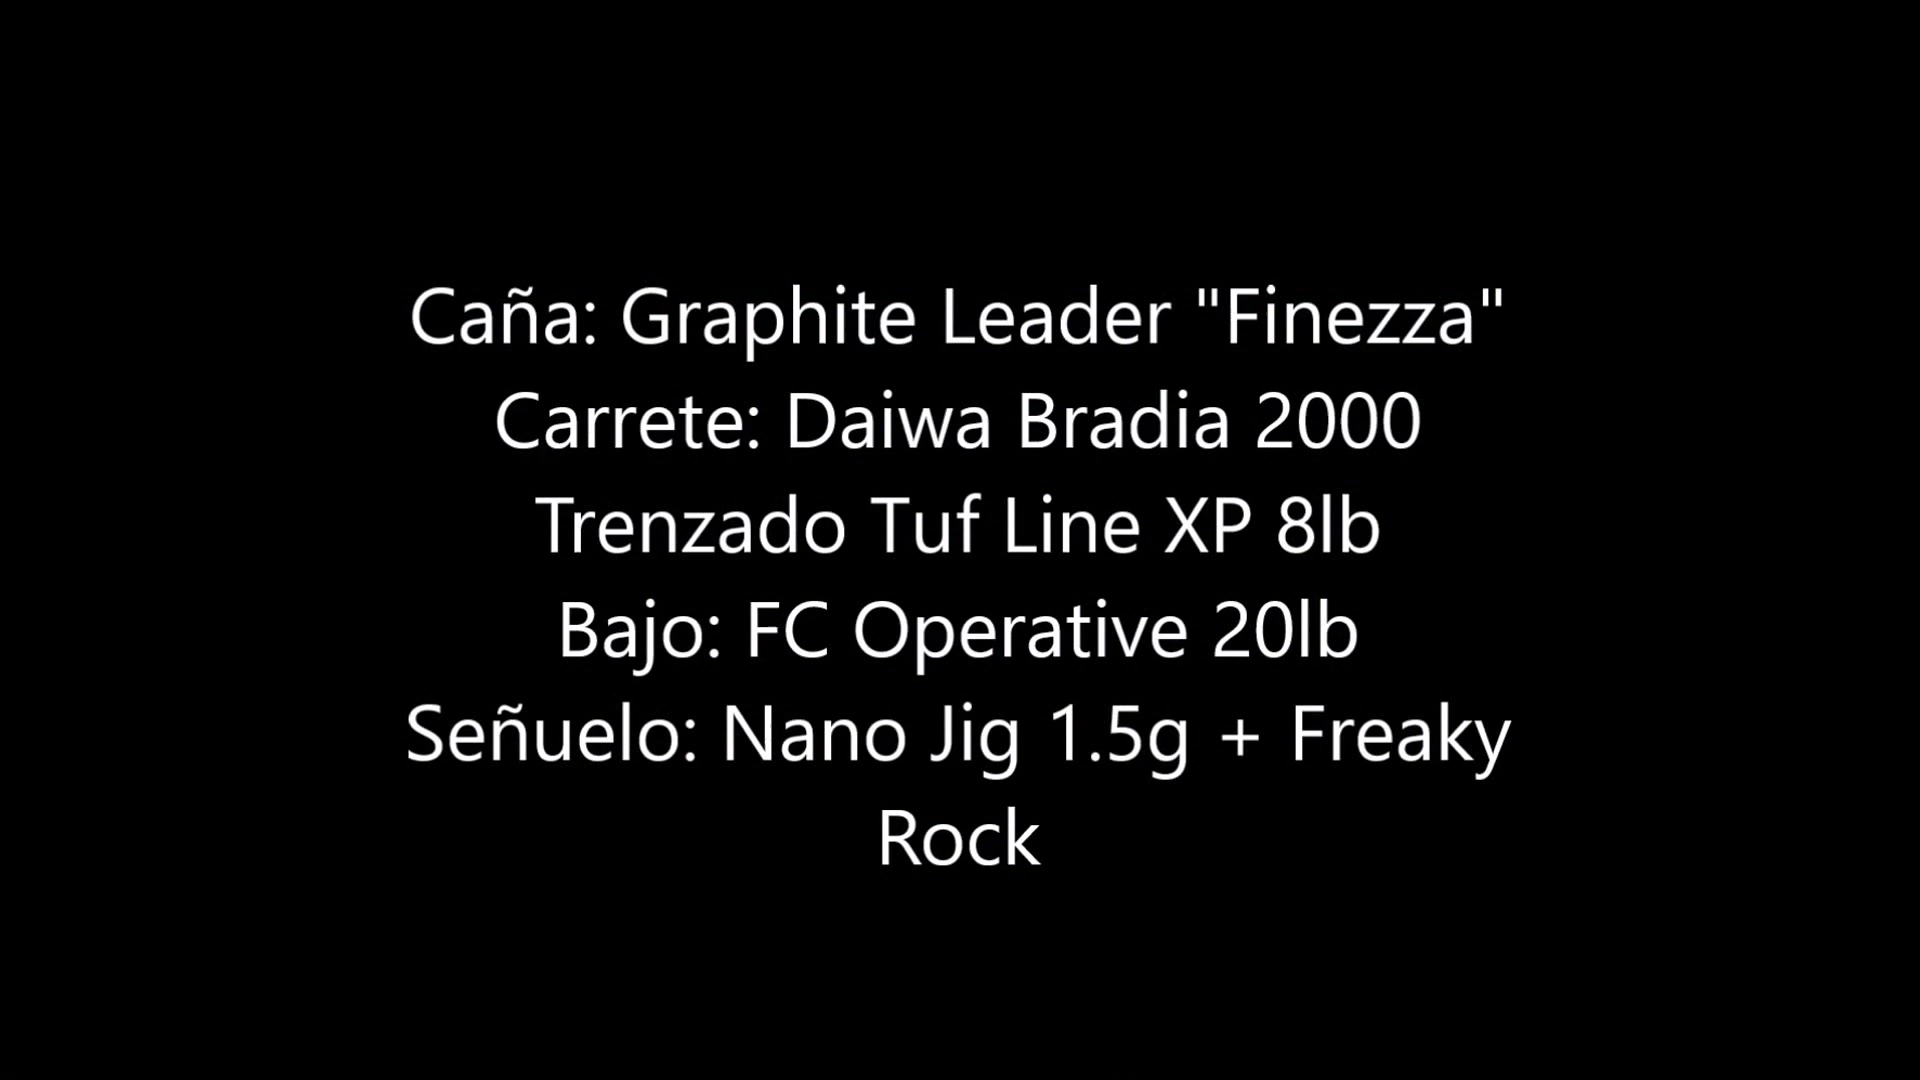 Caña: Graphite Leader "Finezza"
Carrete: Daiwa Bradia 2000
Trenzado Tuf Line XP 8lb
Bajo: FC Operative 20lb
Señuelo: Nano Jig 1.5g + Freaky
Rock